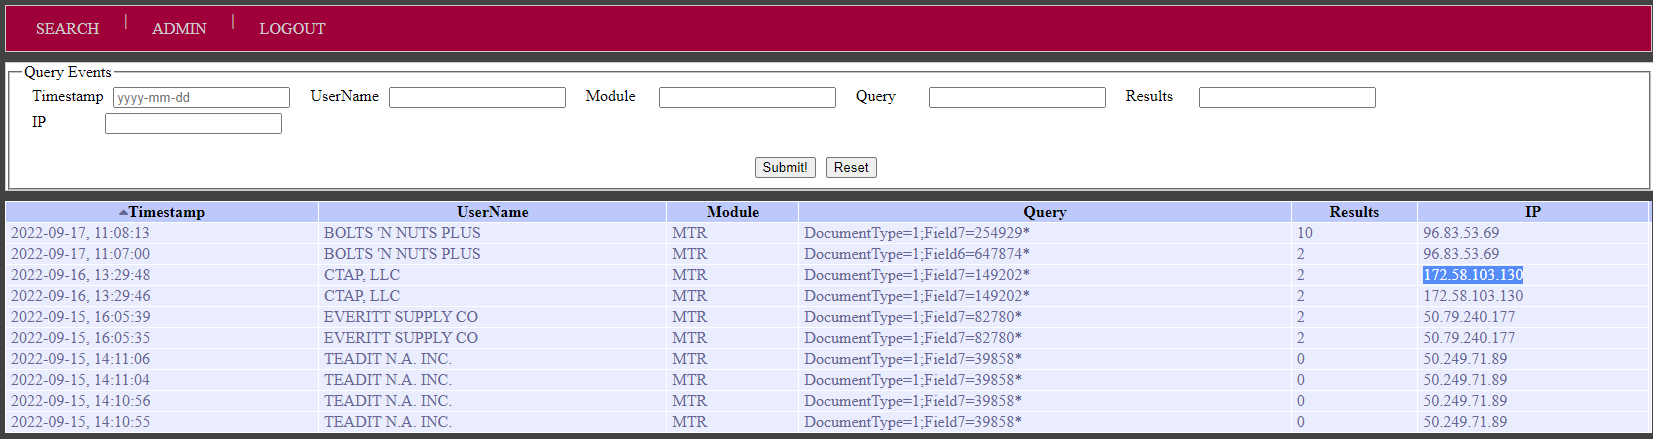 SEARCH | ADMIN | LOGOUT
Query Events
Timestamp yyyy-mm-dd UserName Module Query Results
IP
Submit! Reset
Timestamp UserName Module Query Results IP
2022-09-17, 11:08:13 BOLTS 'N NUTS PLUS MTR DocumentType=1;Field7=254929* 10 96.83.53.69
2022-09-17, 11:07:00 BOLTS 'N NUTS PLUS MTR DocumentType=1;Field6=647874* 2 96.83.53.69
2022-09-16, 13:29:48 CTAP, LLC MTR DocumentType=1;Field7=149202* 2 172.58.103.130
2022-09-16, 13:29:46 CTAP, LLC MTR DocumentType=1;Field7=149202* 2 172.58.103.130
2022-09-15, 16:05:39 EVERITT SUPPLY CO MTR DocumentType=1;Field7=82780* 2 50.79.240.177
2022-09-15, 16:05:35 EVERITT SUPPLY CO MTR DocumentType=1;Field7=82780* 2 50.79.240.177
2022-09-15, 14:11:06 TEADIT N.A. INC. MTR DocumentType=1;Field7=39858* 0 50.249.71.89
2022-09-15, 14:11:04 TEADIT N.A. INC. MTR DocumentType=1;Field7=39858* 0 50.249.71.89
2022-09-15, 14:10:56 TEADIT N.A. INC. MTR DocumentType=1;Field7=39858* 0 50.249.71.89
2022-09-15, 14:10:55 TEADIT N.A. INC. MTR DocumentType=1;Field7=39858* 0 50.249.71.89